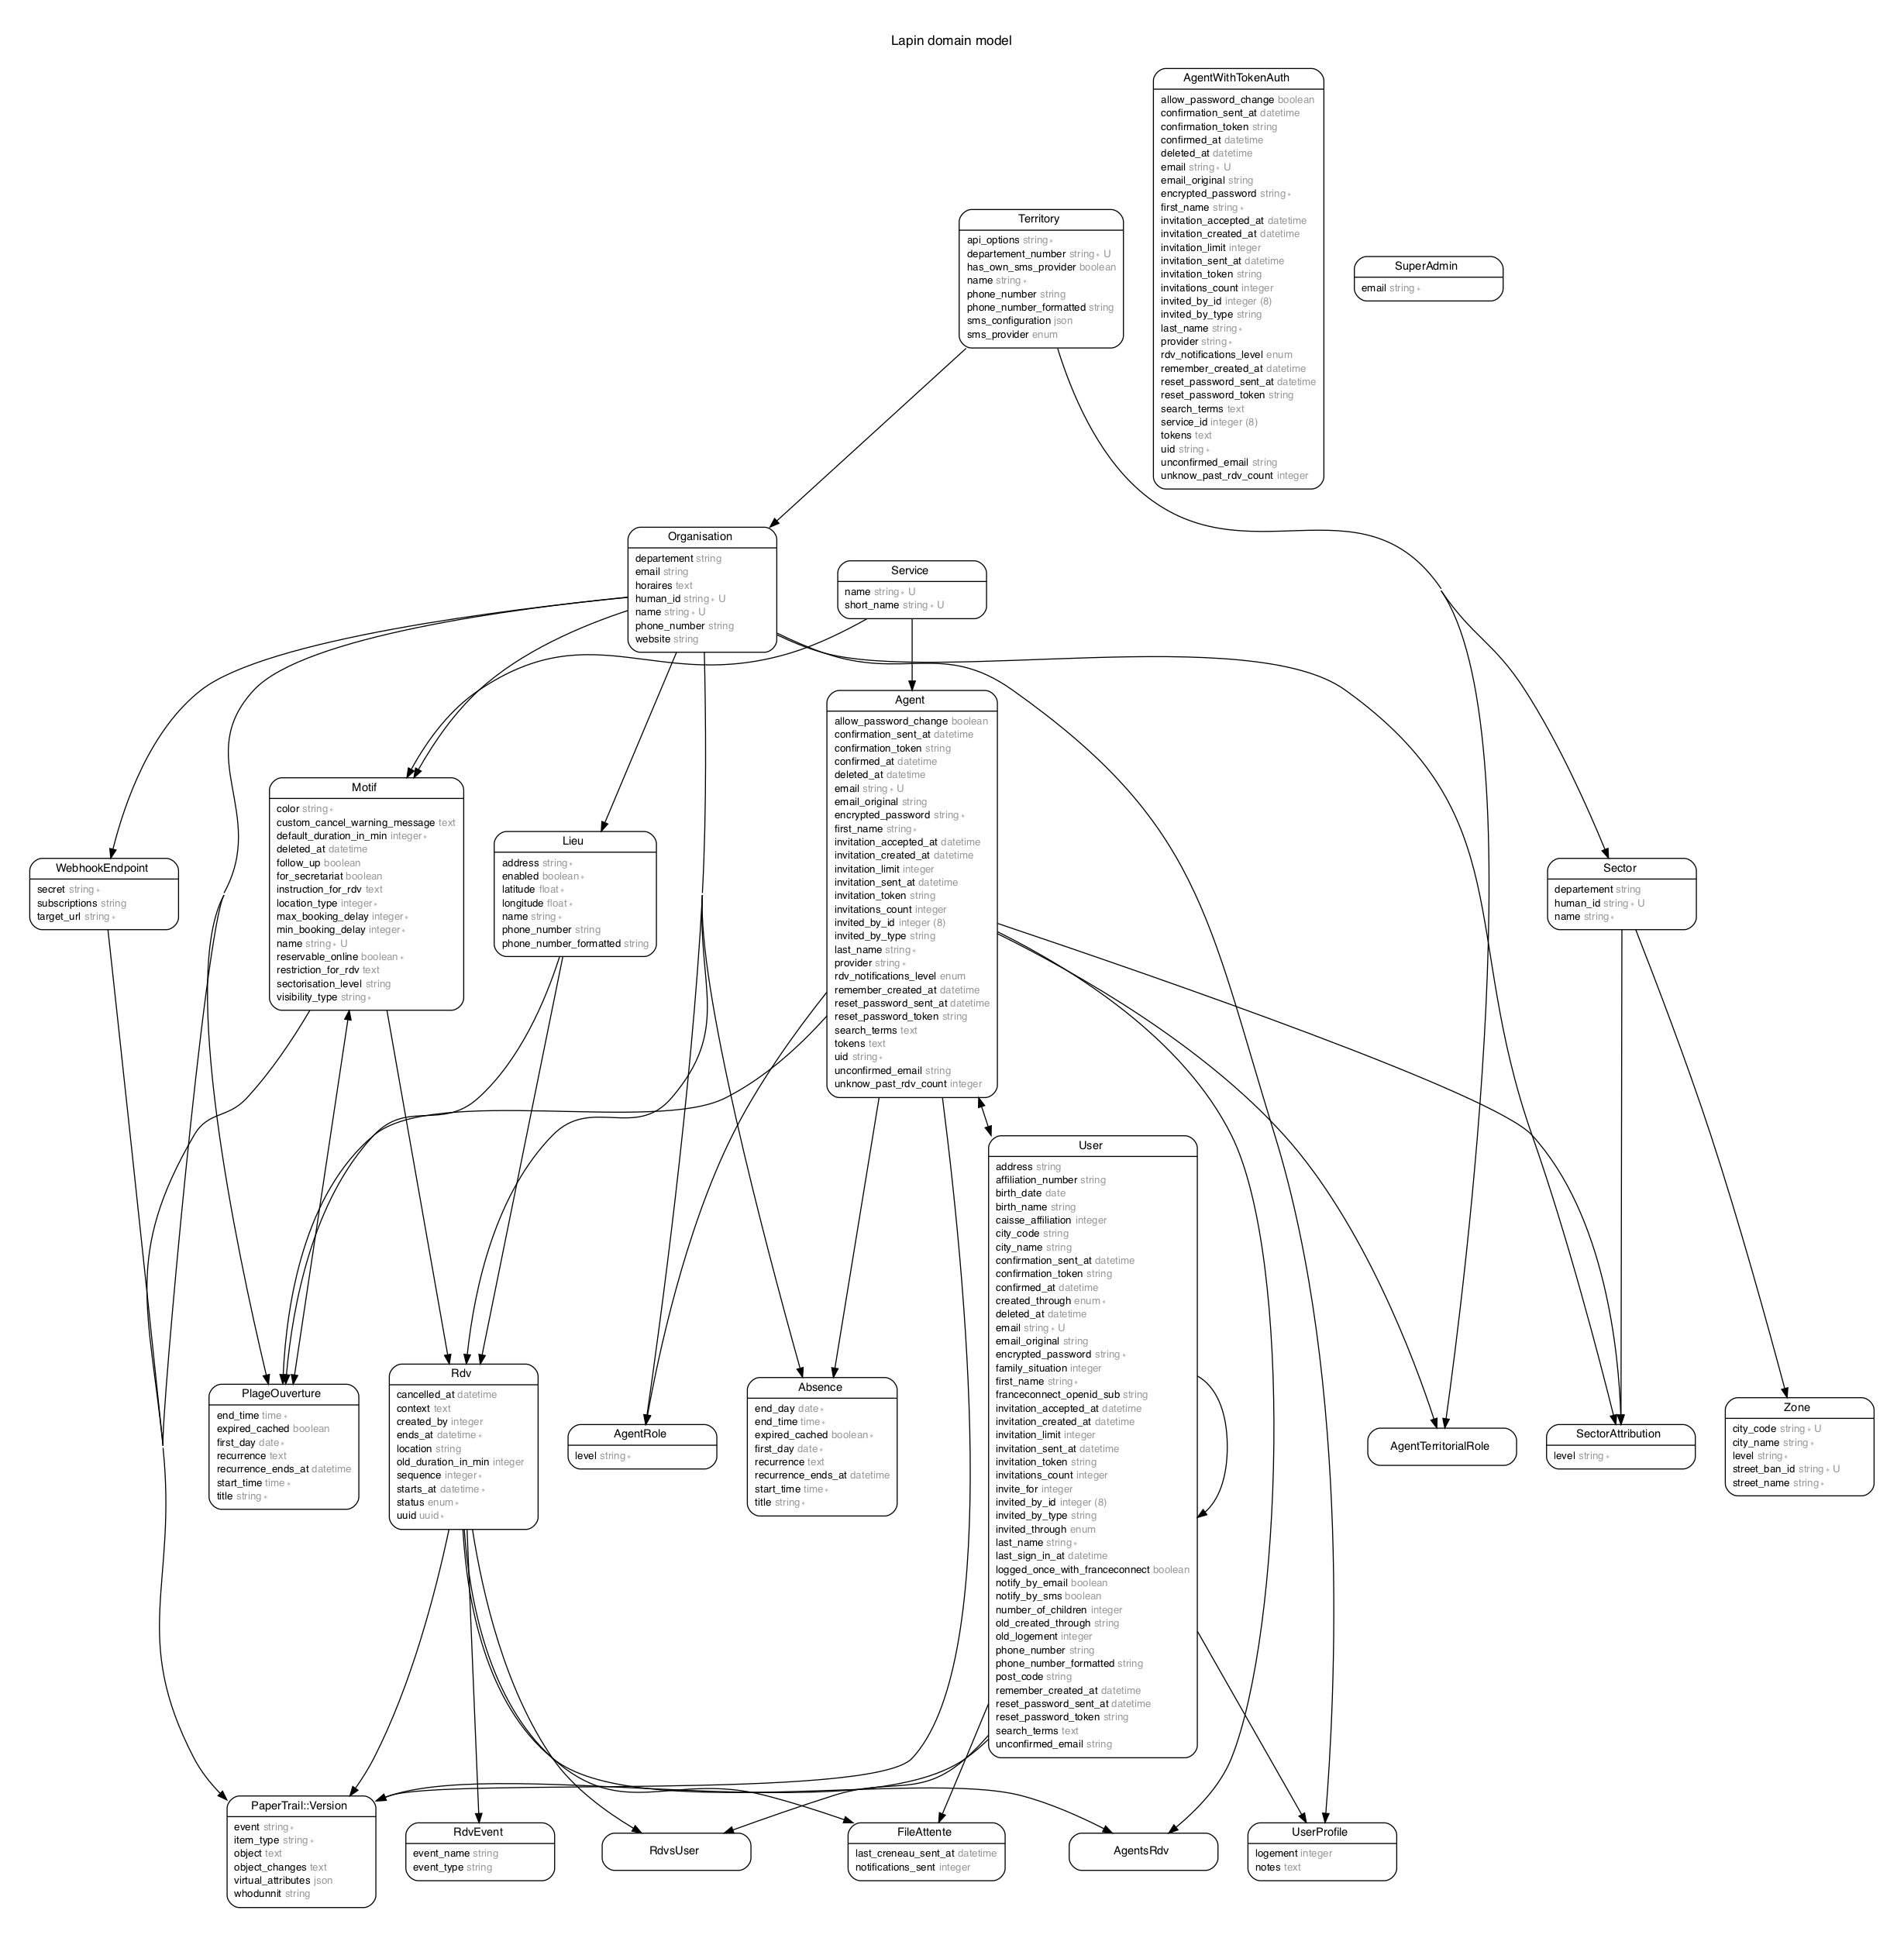 Lapin domain model
AgentWithTokenAuth
allow_password_change boolean
confirmation_sent_at datetime
confirmation_token string
confirmed_at datetime
deleted_at datetime
email string∗ U
email_original string
encrypted_password string∗
first_name string∗
invitation_accepted_at datetime
invitation_created_at datetime
invitation_limit integer
invitation_sent_at datetime
invitation_token string
invitations_count integer
invited_by_id integer (8)
invited_by_type string
last_name string∗
provider string∗
rdv_notifications_level enum
remember_created_at datetime
reset_password_sent_at datetime
reset_password_token string
search_terms text
service_id integer (8)
tokens text
uid string∗
unconfirmed_email string
unknow_past_rdv_count integer
Territory
api_options string∗
departement_number string∗ U
has_own_sms_provider boolean
name string∗
phone_number string
phone_number_formatted string
sms_configuration json
sms_provider enum
SuperAdmin
email string∗
Organisation
departement string
email string
horaires text
human_id string∗ U
name string∗ U
phone_number string
website string
Service
name string∗ U
short_name string∗ U
Agent
allow_password_change boolean
confirmation_sent_at datetime
confirmation_token string
confirmed_at datetime
deleted_at datetime
email string∗ U
email_original string
encrypted_password string∗
first_name string∗
invitation_accepted_at datetime
invitation_created_at datetime
invitation_limit integer
invitation_sent_at datetime
invitation_token string
invitations_count integer
invited_by_id integer (8)
invited_by_type string
last_name string∗
provider string∗
rdv_notifications_level enum
remember_created_at datetime
reset_password_sent_at datetime
reset_password_token string
search_terms text
tokens text
uid string∗
unconfirmed_email string
unknow_past_rdv_count integer
Motif
color string∗
custom_cancel_warning_message text
default_duration_in_min integer∗
deleted_at datetime
follow_up boolean
for_secretariat boolean
instruction_for_rdv text
location_type integer∗
max_booking_delay integer∗
min_booking_delay integer∗
name string∗ U
reservable_online boolean∗
restriction_for_rdv text
sectorisation_level string
visibility_type string∗
Lieu
address string∗
enabled boolean∗
latitude float∗
longitude float∗
name string∗
phone_number string
phone_number_formatted string
WebhookEndpoint
secret string∗
subscriptions string
target_url string∗
Sector
departement string
human_id string∗ U
name string∗
User
address string
affiliation_number string
birth_date date
birth_name string
caisse_affiliation integer
city_code string
city_name string
confirmation_sent_at datetime
confirmation_token string
confirmed_at datetime
created_through enum∗
deleted_at datetime
email string∗ U
email_original string
encrypted_password string∗
family_situation integer
first_name string∗
franceconnect_openid_sub string
invitation_accepted_at datetime
invitation_created_at datetime
invitation_limit integer
invitation_sent_at datetime
invitation_token string
invitations_count integer
invite_for integer
invited_by_id integer (8)
invited_by_type string
invited_through enum
last_name string∗
last_sign_in_at datetime
logged_once_with_franceconnect boolean
notify_by_email boolean
notify_by_sms boolean
number_of_children integer
old_created_through string
old_logement integer
phone_number string
phone_number_formatted string
post_code string
remember_created_at datetime
reset_password_sent_at datetime
reset_password_token string
search_terms text
unconfirmed_email string
PlageOuverture
end_time time∗
expired_cached boolean
first_day date∗
recurrence text
recurrence_ends_at datetime
start_time time∗
title string∗
Rdv
cancelled_at datetime
context text
created_by integer
ends_at datetime∗
location string
old_duration_in_min integer
sequence integer∗
starts_at datetime∗
status enum∗
uuid uuid∗
AgentRole
level string∗
Absence
end_day date∗
end_time time∗
expired_cached boolean∗
first_day date∗
recurrence text
recurrence_ends_at datetime
start_time time∗
title string∗
AgentTerritorialRole
SectorAttribution
level string∗
Zone
city_code string∗ U
city_name string∗
level string∗
street_ban_id string∗ U
street_name string∗
PaperTrail::Version
event string∗
item_type string∗
object text
object_changes text
virtual_attributes json
whodunnit string
RdvEvent
event_name string
event_type string
RdvsUser
FileAttente
last_creneau_sent_at datetime
notifications_sent integer
AgentsRdv
UserProfile
logement integer
notes text